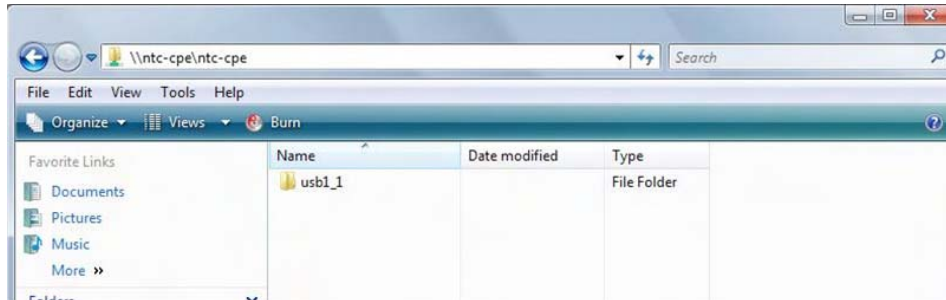 \\ntc-cpe\ntc-cpe
Search
File Edit View Tools Help
Organize Views Burn
Favorite Links
Name Date modified Type
Documents
usb1_1 File Folder
Pictures
Music
More »
Folders